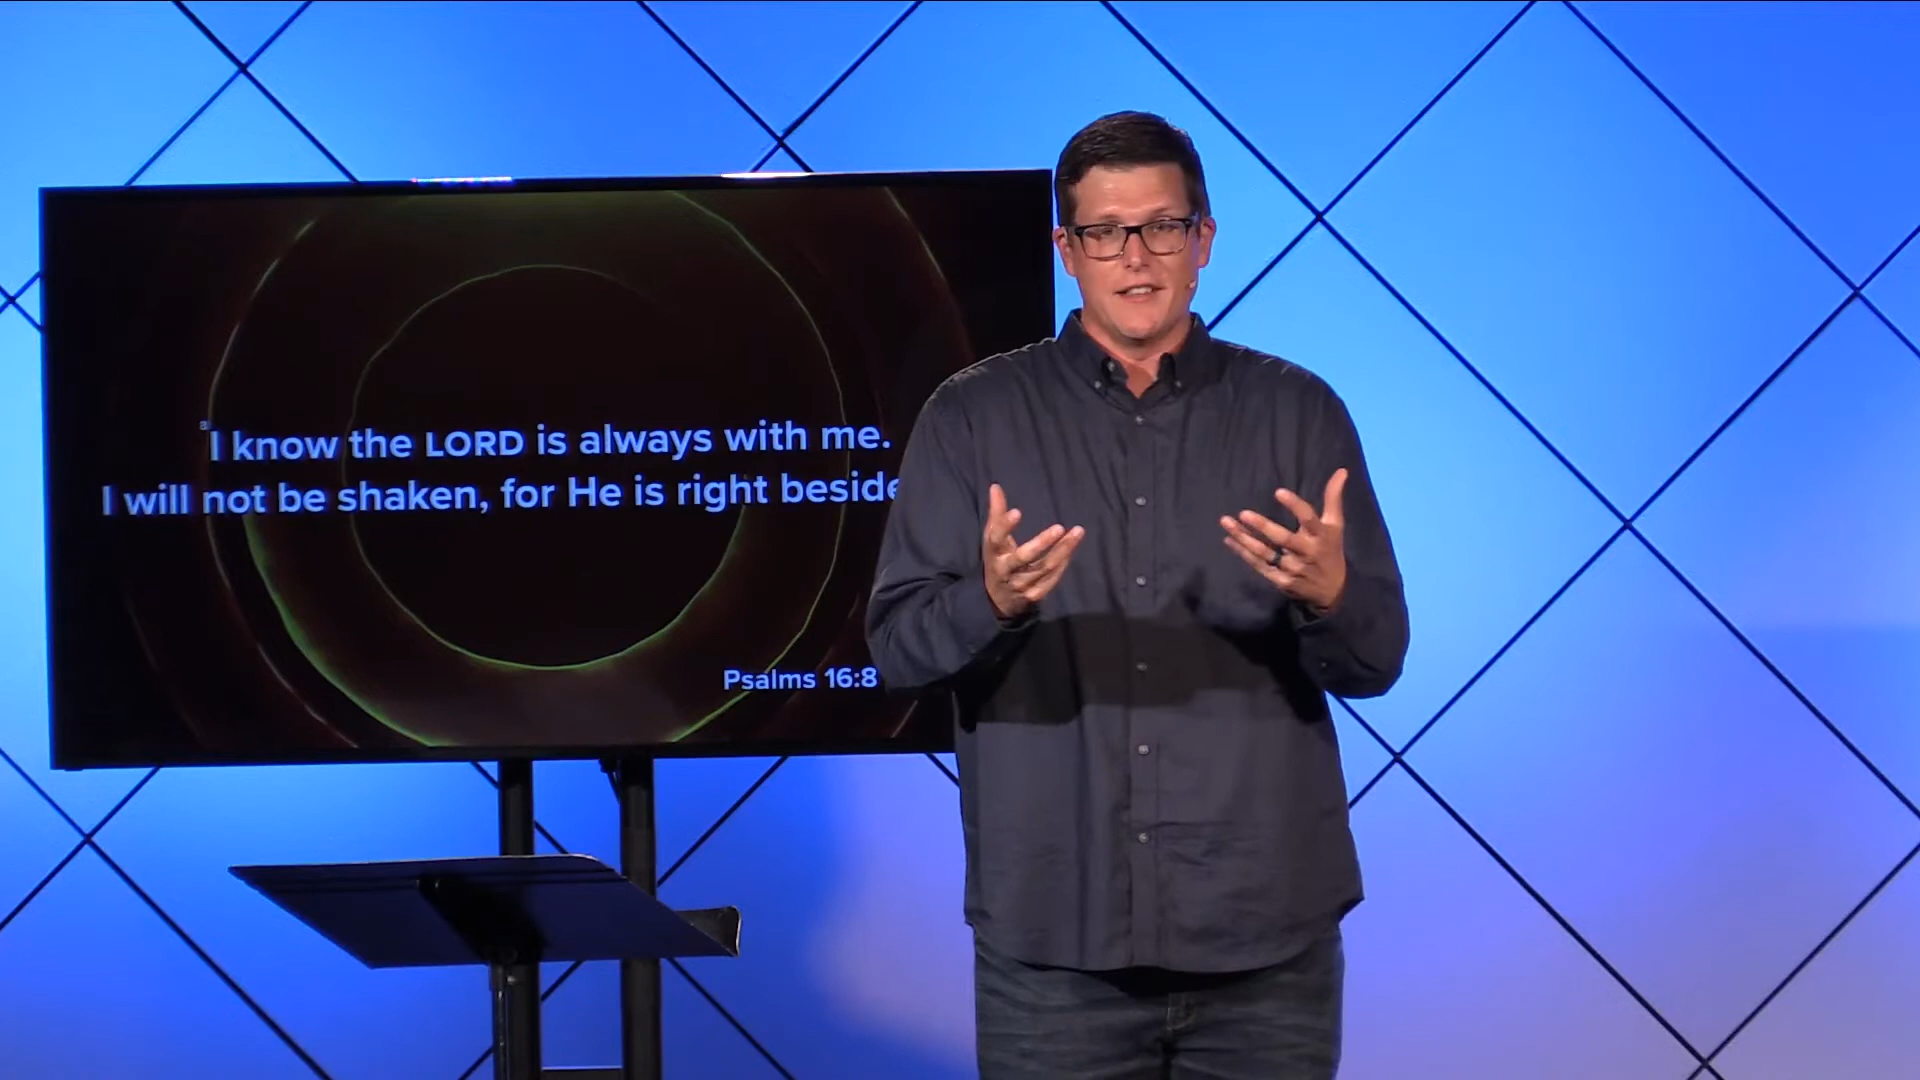 8 I know the LORD is always with me.
I will not be shaken, for He is right beside
Psalms 16:8